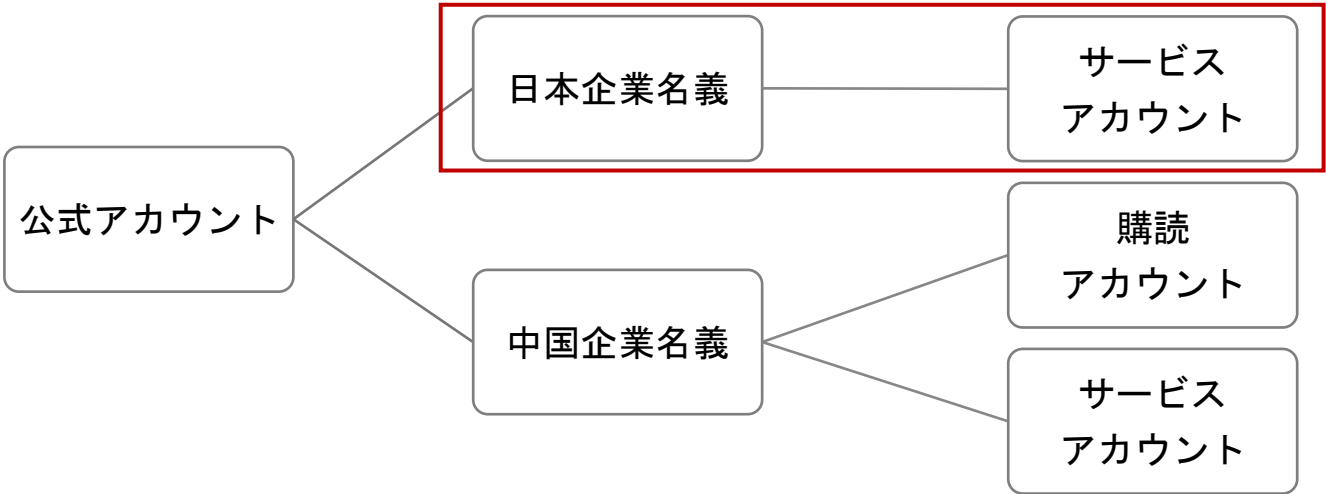 公式アカウント
日本企業名義
サービス
アカウント
中国企業名義
購読
アカウント
サービス
アカウント